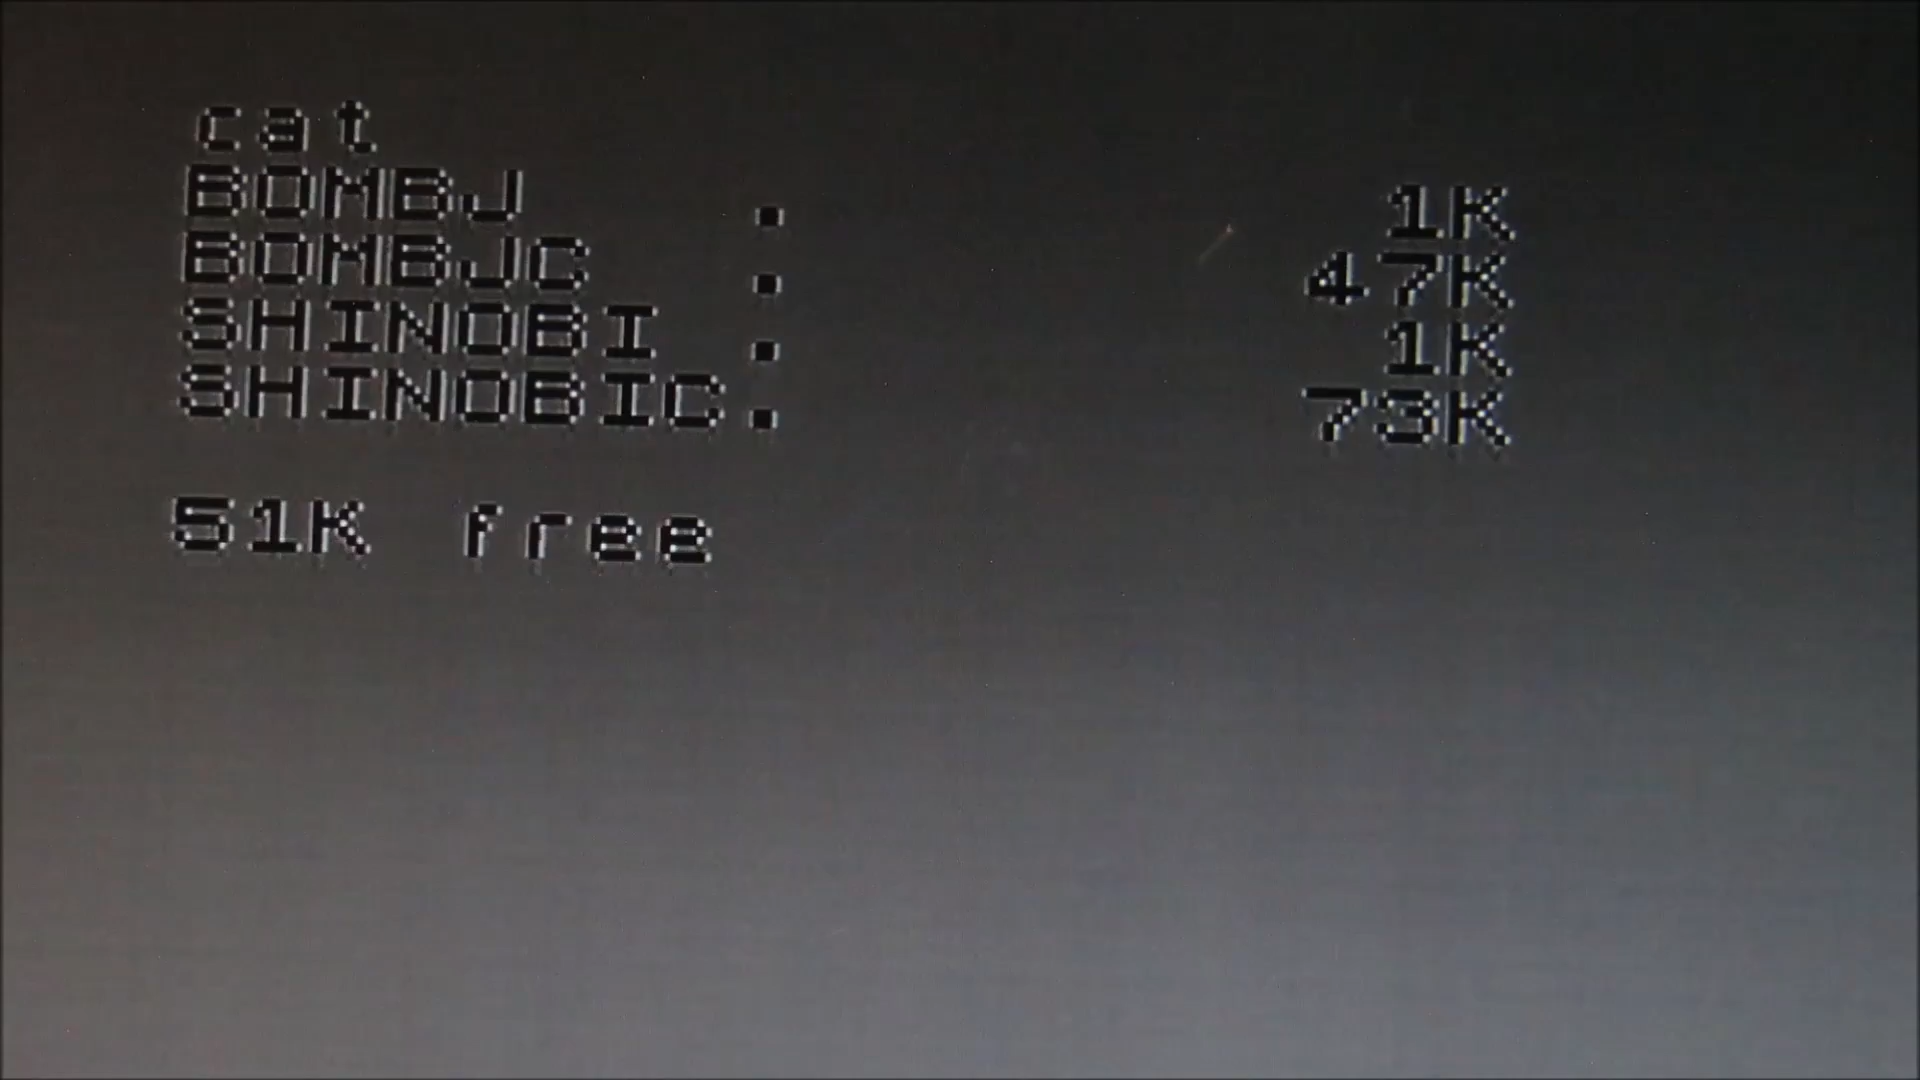 cat
BOMBJ . 1K
BOMBJC . 47K
SHINOBI . 1K
SHINOBIC. 73K
51K free